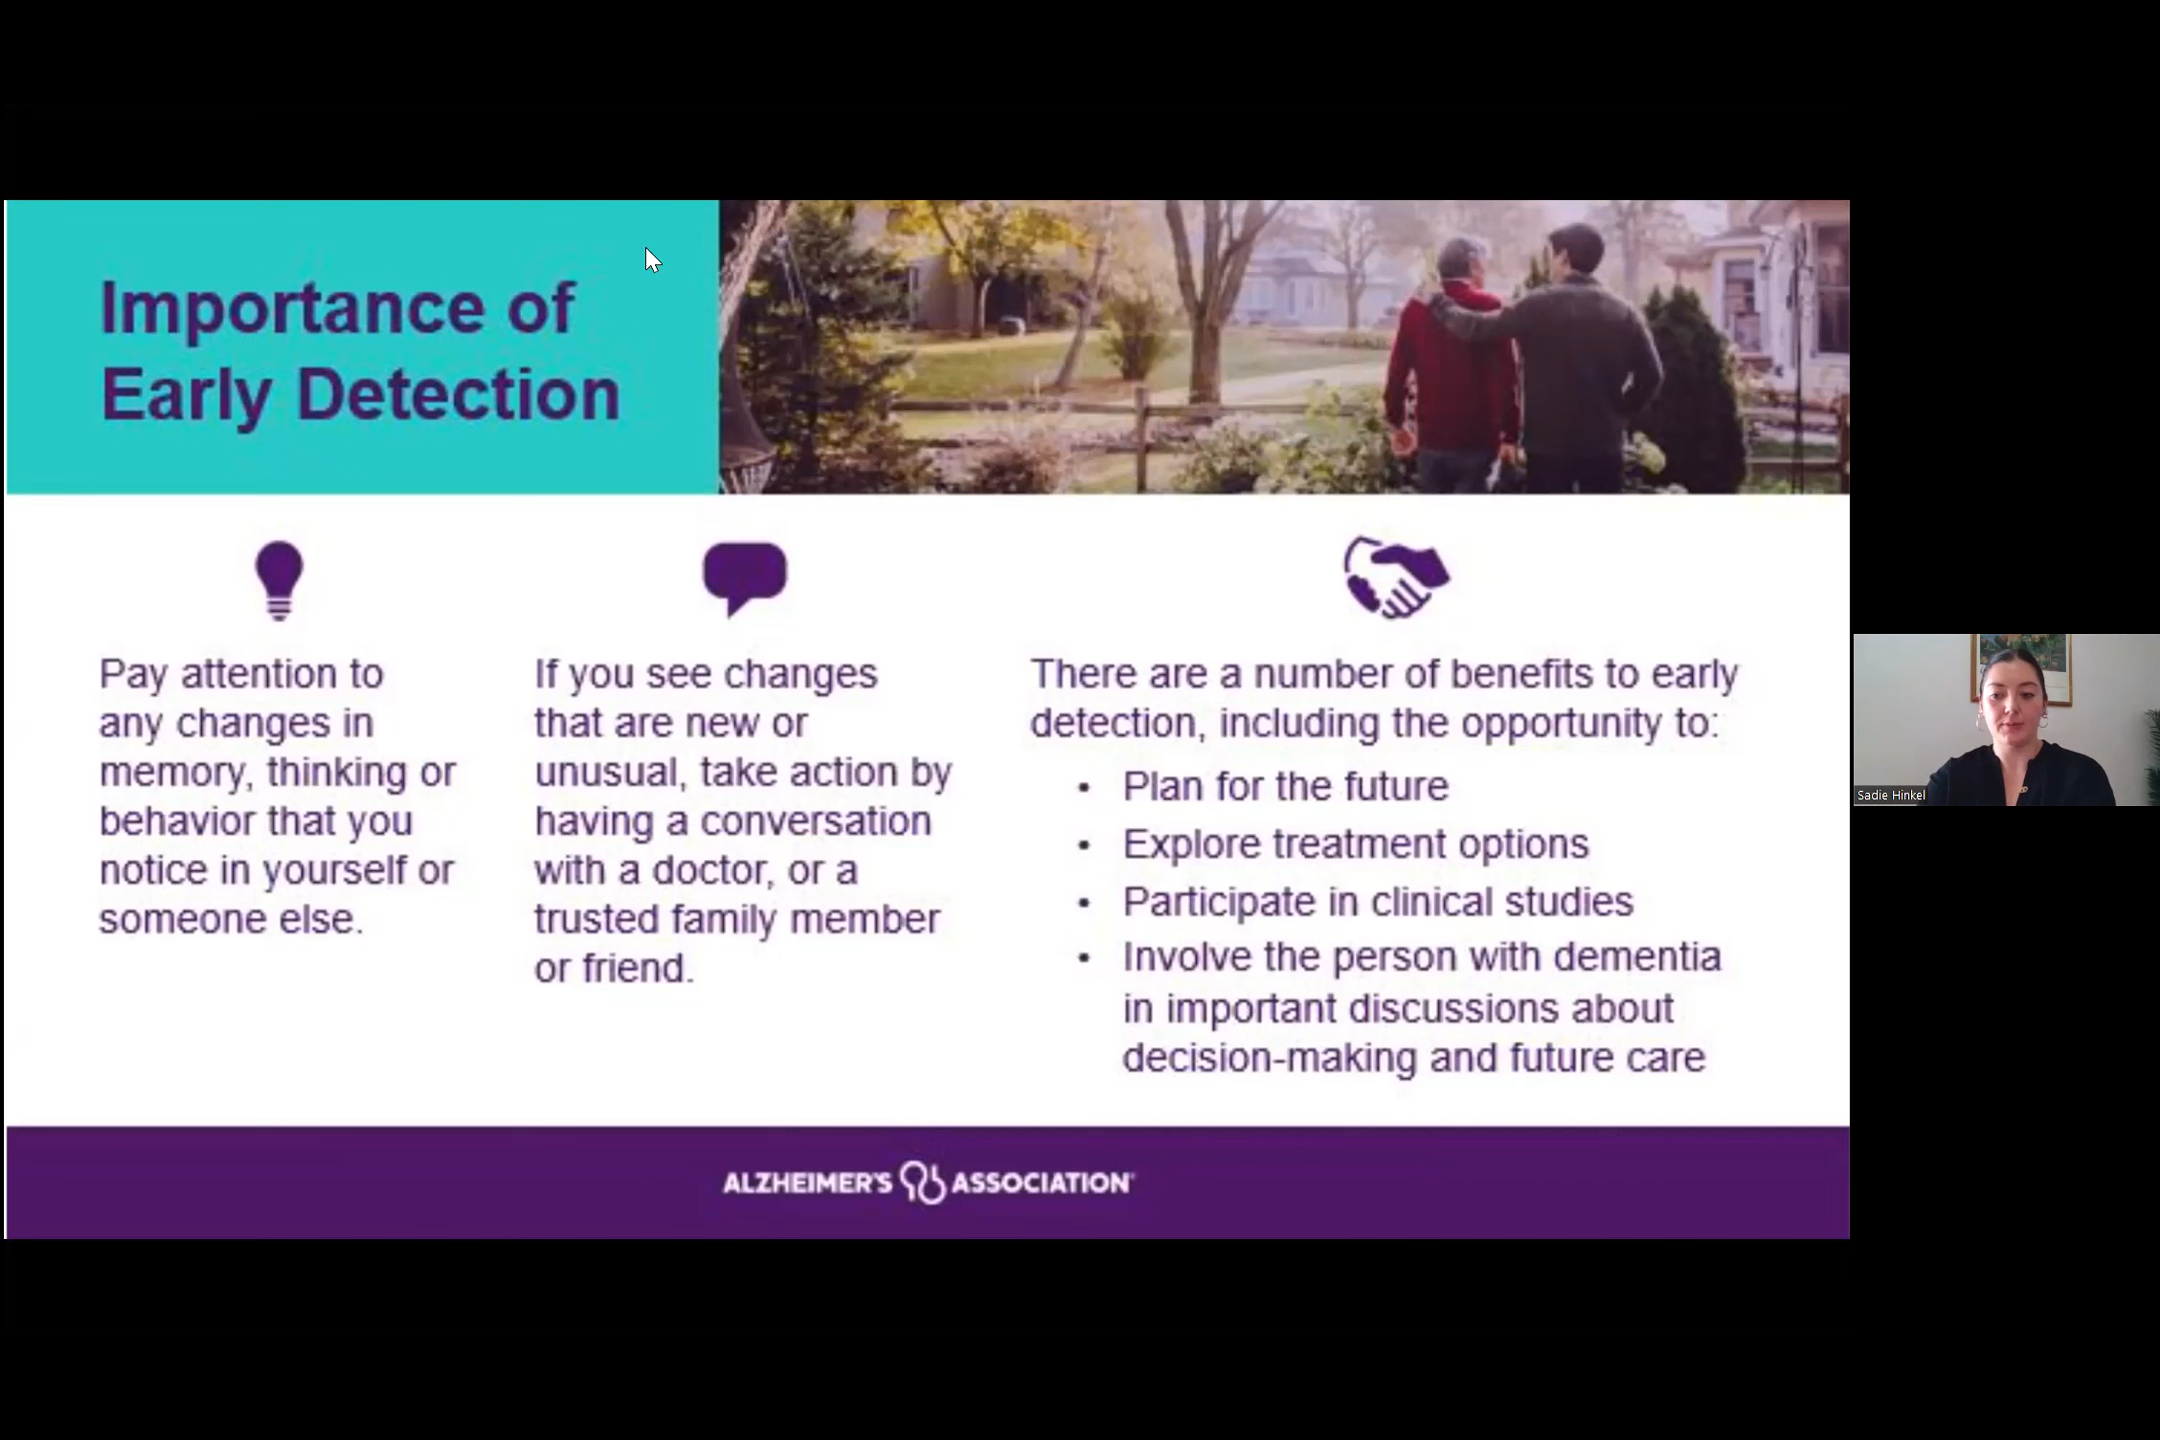 Importance of
Early Detection
Pay attention to
any changes in
memory, thinking or
behavior that you
notice in yourself or
someone else.
If you see changes
that are new or
unusual, take action by
having a conversation
with a doctor, or a
trusted family member
or friend.
There are a number of benefits to early
detection, including the opportunity to:
• Plan for the future
• Explore treatment options
• Participate in clinical studies
• Involve the person with dementia
in important discussions about
decision-making and future care
Sadie Hinkel
ALZHEIMER'S ASSOCIATION®